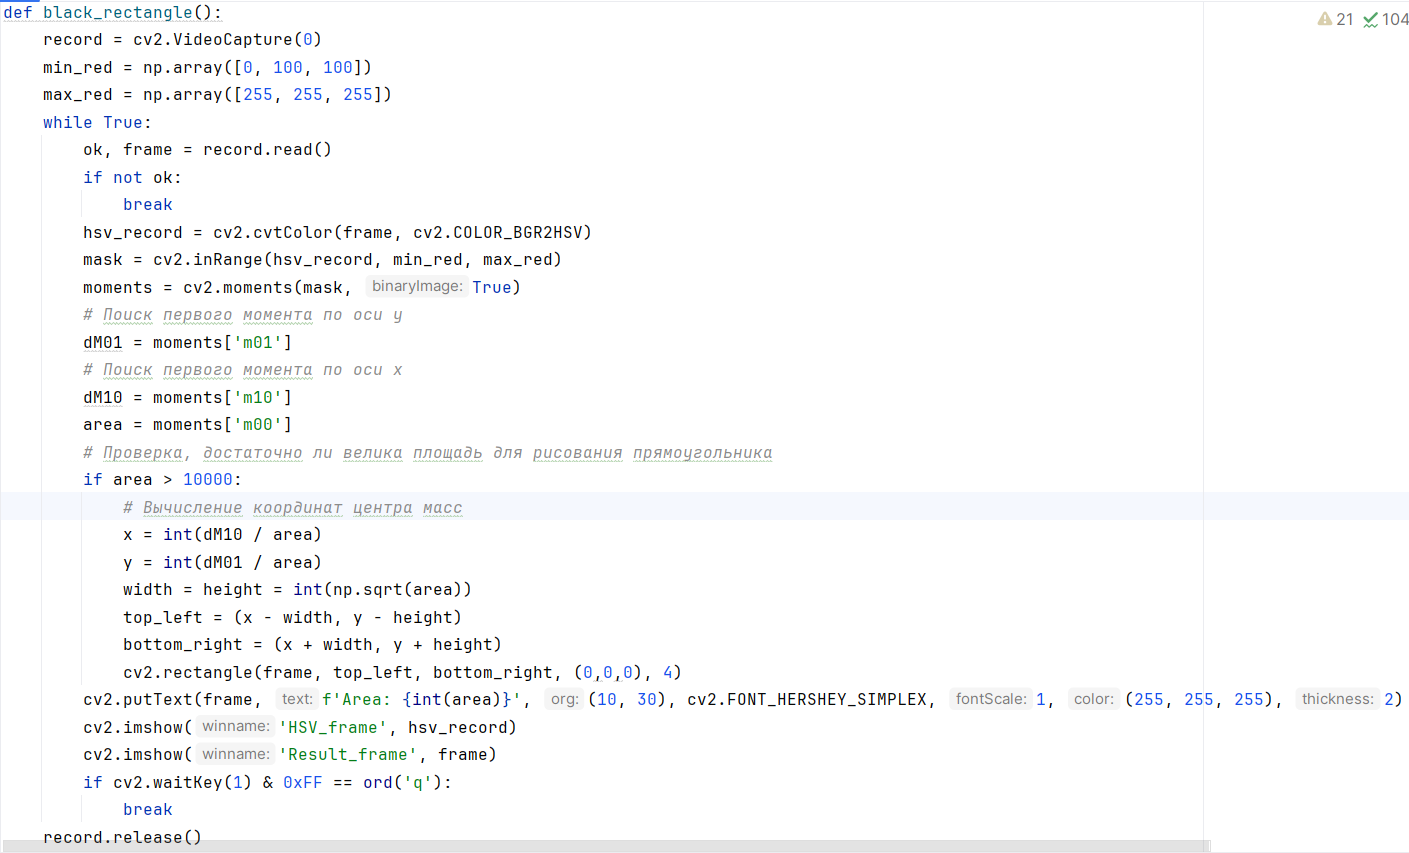 def black_rectangle():
21 104
    record = cv2.VideoCapture(0)
    min_red = np.array([0, 100, 100])
    max_red = np.array([255, 255, 255])
    while True:
        ok, frame = record.read()
        if not ok:
            break
        hsv_record = cv2.cvtColor(frame, cv2.COLOR_BGR2HSV)
        mask = cv2.inRange(hsv_record, min_red, max_red)
        moments = cv2.moments(mask, binaryImage: True)
        # Поиск первого момента по оси y
        dM01 = moments['m01']
        # Поиск первого момента по оси x
        dM10 = moments['m10']
        area = moments['m00']
        # Проверка, достаточно ли велика площадь для рисования прямоугольника
        if area > 10000:
            # Вычисление координат центра масс
            x = int(dM10 / area)
            y = int(dM01 / area)
            width = height = int(np.sqrt(area))
            top_left = (x - width, y - height)
            bottom_right = (x + width, y + height)
            cv2.rectangle(frame, top_left, bottom_right, (0,0,0), 4)
        cv2.putText(frame, text: f'Area: {int(area)}', org: (10, 30), cv2.FONT_HERSHEY_SIMPLEX, fontScale: 1, color: (255, 255, 255), thickness: 2)
        cv2.imshow( winname: 'HSV_frame', hsv_record)
        cv2.imshow( winname: 'Result_frame', frame)
        if cv2.waitKey(1) & 0xFF == ord('q'):
            break
    record.release()